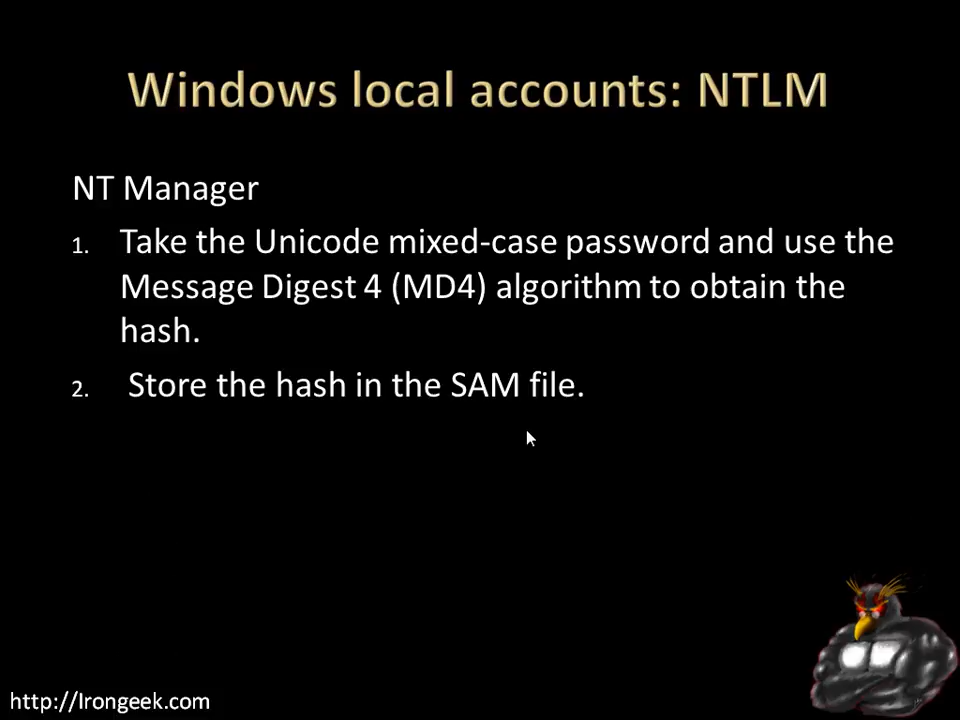 Windows local accounts: NTLM
NT Manager
1. Take the Unicode mixed-case password and use the
Message Digest 4 (MD4) algorithm to obtain the
hash.
2. Store the hash in the SAM file.
http://Irongeek.com